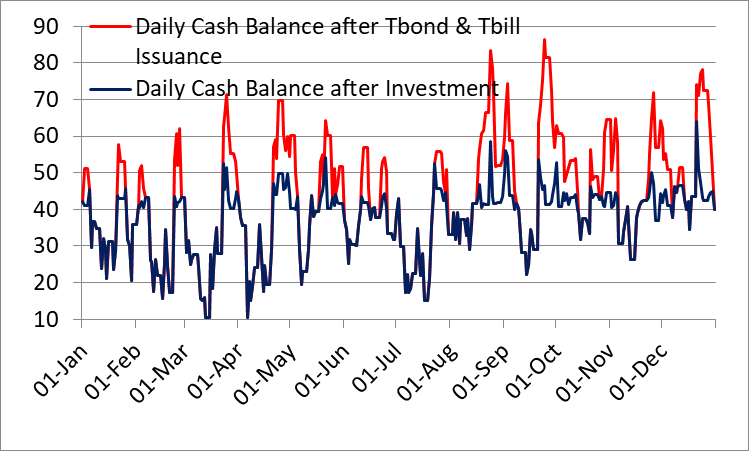 90
80
70
60
50
40
30
20
10
Daily Cash Balance after Tbond & Tbill
Issuance
Daily Cash Balance after Investment
01-Jan
01-Feb
01-Mar
01-Apr
01-May
01-Jun
01-Jul
01-Aug
01-Sep
01-Oct
01-Nov
01-Dec